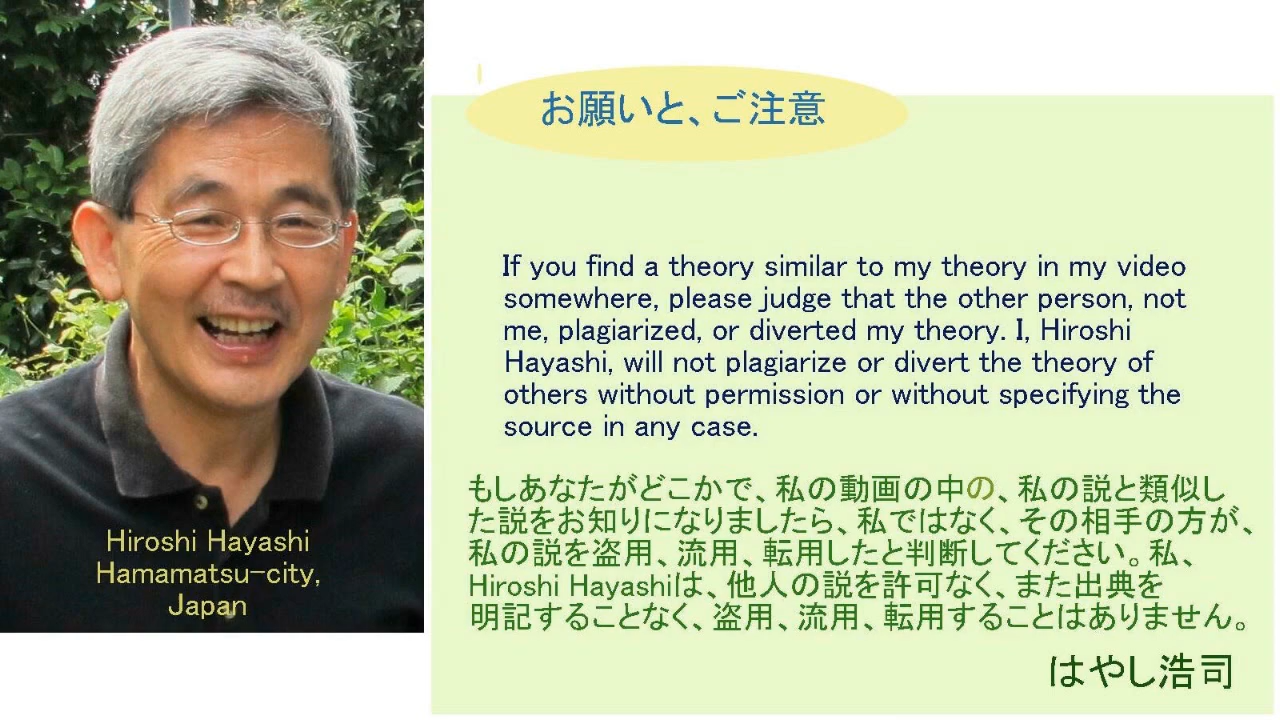 お願いと、ご注意
If you find a theory similar to my theory in my video
somewhere, please judge that the other person, not
me, plagiarized, or diverted my theory. I, Hiroshi
Hayashi, will not plagiarize or divert the theory of
others without permission or without specifying the
source in any case.
もしあなたがどこかで、私の動画の中の、私の説と類似し
た説をお知りになりましたら、私ではなく、その相手の方が、
私の説を盗用、流用、転用したと判断してください。私、
Hiroshi Hayashiは、他人の説を許可なく、また出典を
明記することなく、盗用、流用、転用することはありません。
はやし浩司
Hiroshi Hayashi
Hamamatsu-city,
Japan